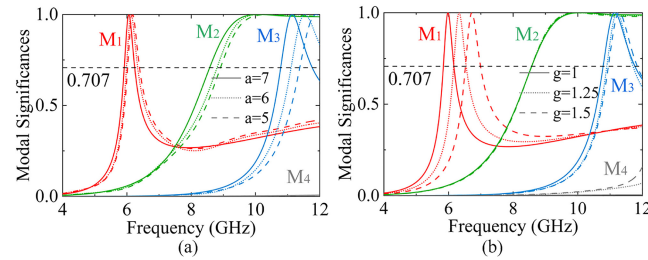 1.0
0.5
0.0
Modal Significances
M1
M2
M3
M4
0.707
a=7
a=6
a=5
4
6
8
10
12
Frequency (GHz)
(a)
1.0
0.5
0.0
Modal Significances
M1
M2
M3
M4
0.707
g=1
g=1.25
g=1.5
4
6
8
10
12
Frequency (GHz)
(b)